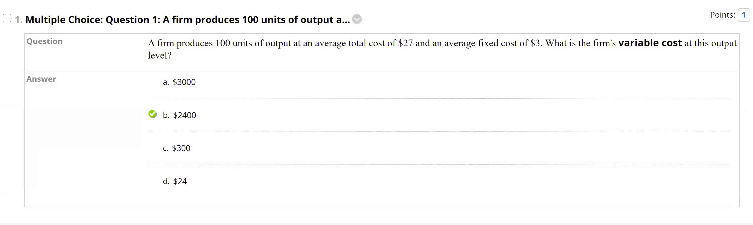 1. Multiple Choice: Question 1: A firm produces 100 units of output a...
Points: 1
Question
A firm produces 100 units of output at an average total cost of $27 and an average fixed cost of $3. What is the firm's variable cost at this output
level?
Answer
a. $3000
b. $2400
c. $300
d. $24